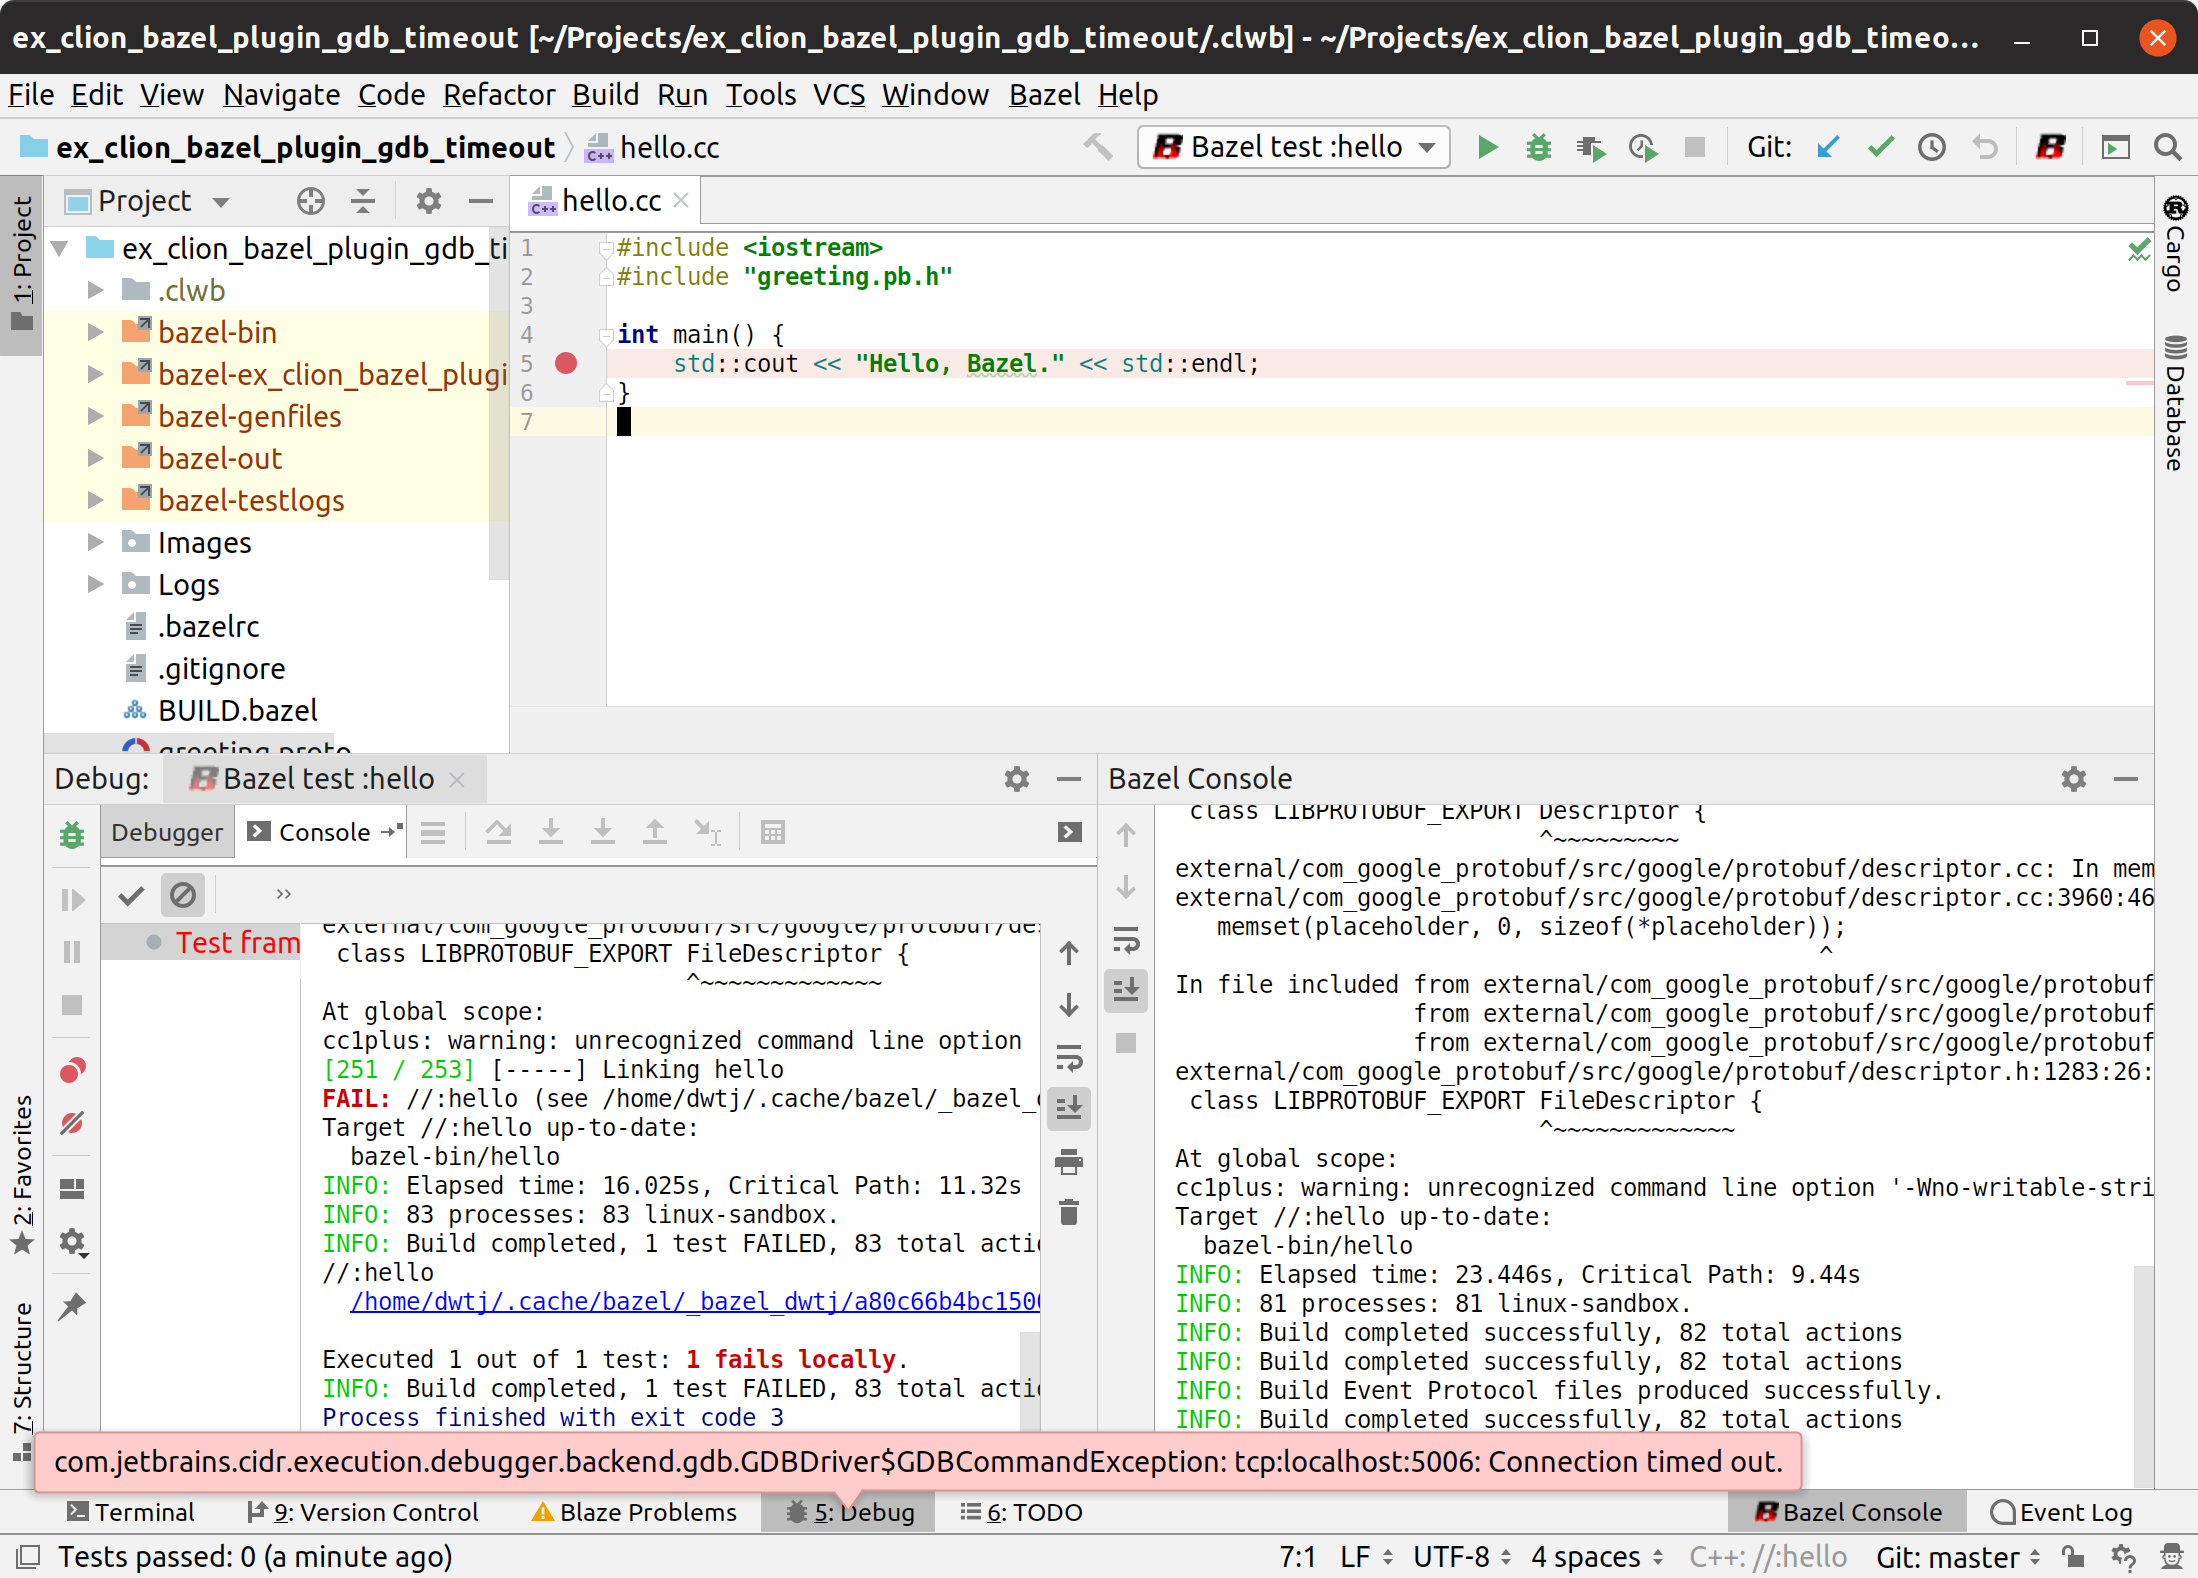 ex_clion_bazel_plugin_gdb_timeout [~/Projects/ex_clion_bazel_plugin_gdb_timeout/.clwb] - ~/Projects/ex_clion_bazel_plugin_gdb_timeo...
File Edit View Navigate Code Refactor Build Run Tools VCS Window Bazel Help
ex_clion_bazel_plugin_gdb_timeout hello.cc Bazel test :hello Git:
1: Project
Project
ex_clion_bazel_plugin_gdb_ti
.clwb
bazel-bin
bazel-ex_clion_bazel_plugi
bazel-genfiles
bazel-out
bazel-testlogs
Images
Logs
.bazelrc
.gitignore
BUILD.bazel
greeting.proto
hello.cc
1 #include <iostream>
2 #include "greeting.pb.h"
3
4 int main() {
5 std::cout << "Hello, Bazel." << std::endl;
6 }
7
Cargo
Database
Debug: Bazel test :hello
Debugger Console
Test fram
external/com_google_protobuf/src/google/protobuf/des
class LIBPROTOBUF_EXPORT FileDescriptor {
^~~~~~~~~~~~~~
At global scope:
cc1plus: warning: unrecognized command line option
[251 / 253] [-----] Linking hello
FAIL: //:hello (see /home/dwtj/.cache/bazel/_bazel_d
Target //:hello up-to-date:
bazel-bin/hello
INFO: Elapsed time: 16.025s, Critical Path: 11.32s
INFO: 83 processes: 83 linux-sandbox.
INFO: Build completed, 1 test FAILED, 83 total actio
//:hello
/home/dwtj/.cache/bazel/_bazel_dwtj/a80c66b4bc1506
Executed 1 out of 1 test: 1 fails locally.
INFO: Build completed, 1 test FAILED, 83 total actio
Process finished with exit code 3
Bazel Console
class LIBPROTOBUF_EXPORT Descriptor {
^~~~~~~~~~
external/com_google_protobuf/src/google/protobuf/descriptor.cc: In mem
external/com_google_protobuf/src/google/protobuf/descriptor.cc:3960:46
memset(placeholder, 0, sizeof(*placeholder));
^
In file included from external/com_google_protobuf/src/google/protobuf
from external/com_google_protobuf/src/google/protobuf
from external/com_google_protobuf/src/google/protobuf
external/com_google_protobuf/src/google/protobuf/descriptor.h:1283:26:
class LIBPROTOBUF_EXPORT FileDescriptor {
^~~~~~~~~~~~~~
At global scope:
cc1plus: warning: unrecognized command line option '-Wno-writable-stri
Target //:hello up-to-date:
bazel-bin/hello
INFO: Elapsed time: 23.446s, Critical Path: 9.44s
INFO: 81 processes: 81 linux-sandbox.
INFO: Build completed successfully, 82 total actions
INFO: Build completed successfully, 82 total actions
INFO: Build Event Protocol files produced successfully.
INFO: Build completed successfully, 82 total actions
2: Favorites
7: Structure
com.jetbrains.cidr.execution.debugger.backend.gdb.GDBDriver$GDBCommandException: tcp:localhost:5006: Connection timed out.
Terminal 9: Version Control Blaze Problems 5: Debug 6: TODO Bazel Console Event Log
Tests passed: 0 (a minute ago) 7:1 LF UTF-8 4 spaces C++: //:hello Git: master